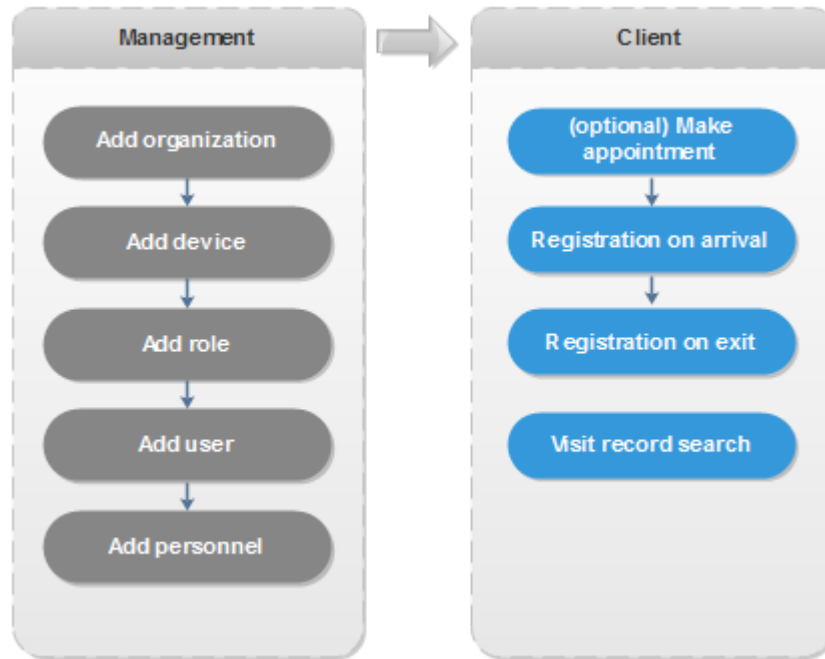 Management
Add organization
Add device
Add role
Add user
Add personnel
Client
(optional) Make
appointment
Registration on arrival
Registration on exit
Visit record search